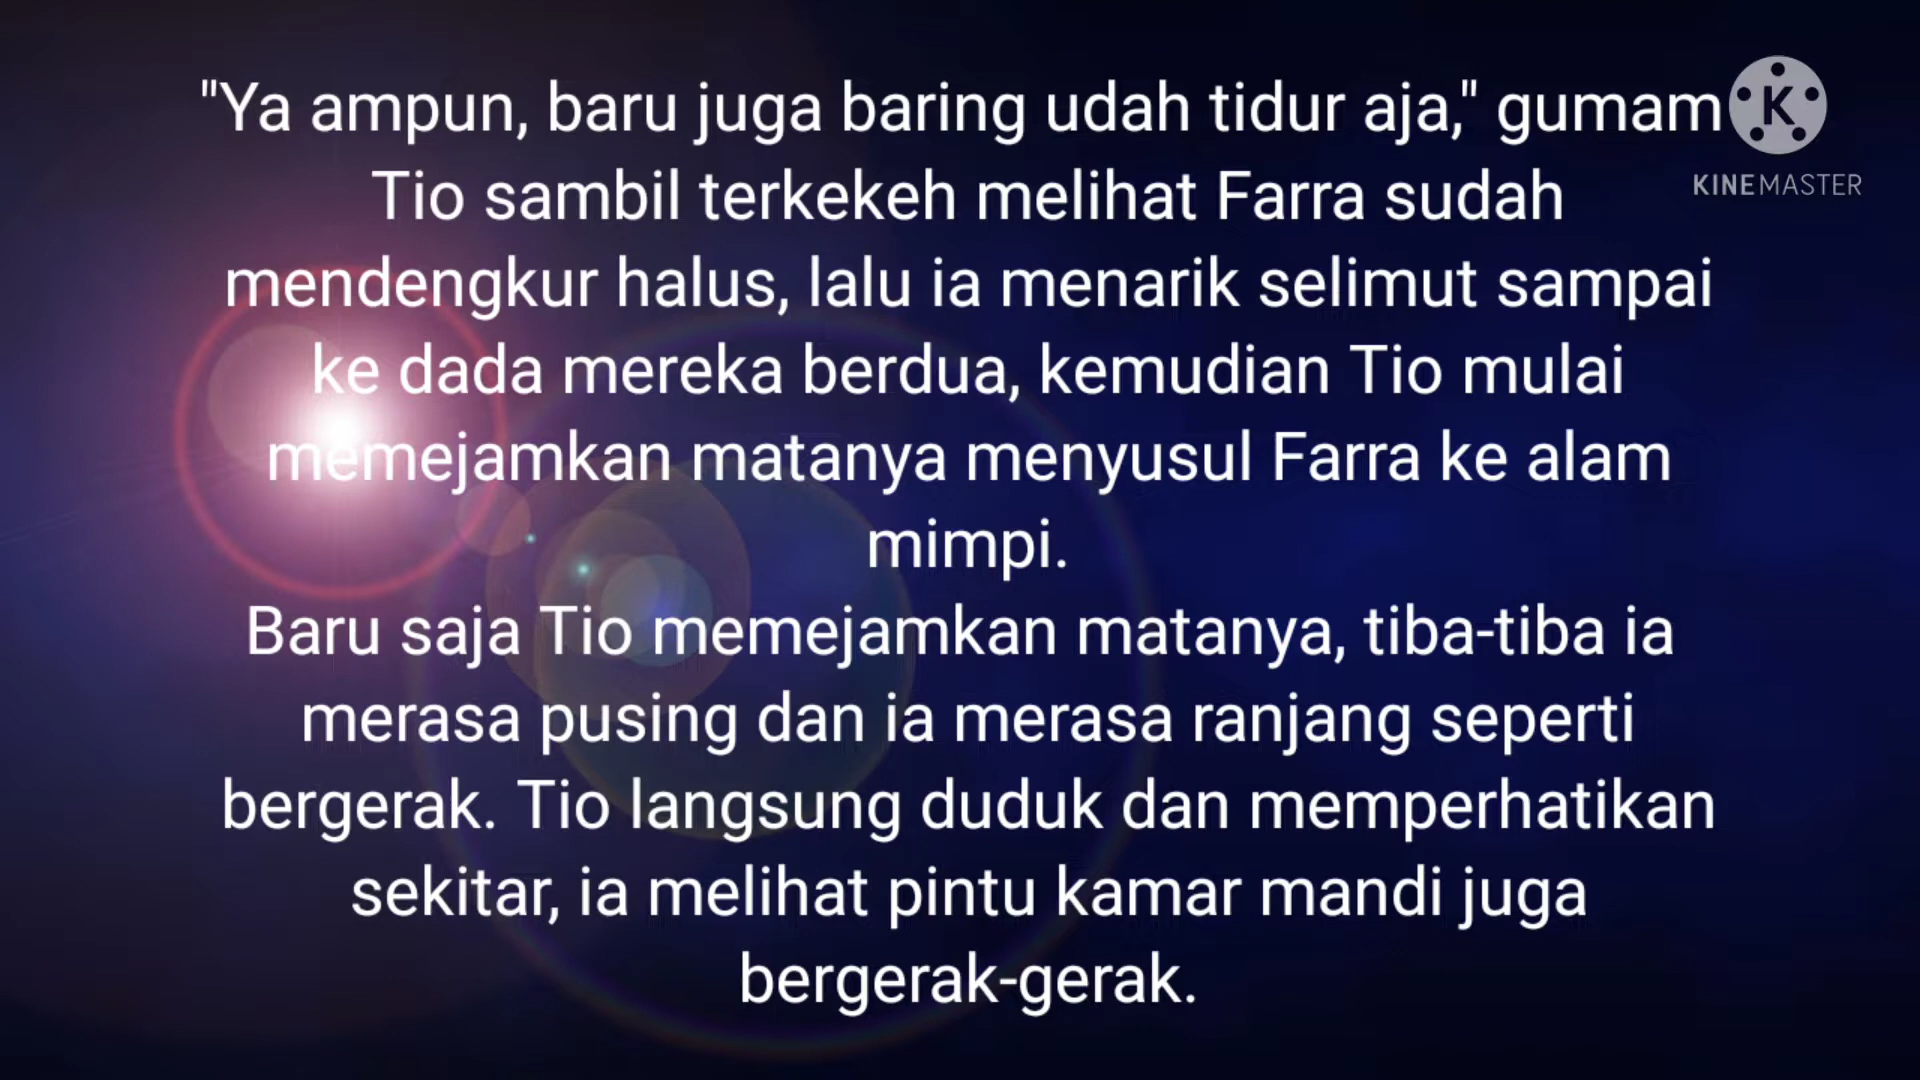 "Ya ampun, baru juga baring udah tidur aja," gumam
Tio sambil terkekeh melihat Farra sudah
mendengkur halus, lalu ia menarik selimut sampai
ke dada mereka berdua, kemudian Tio mulai
memejamkan matanya menyusul Farra ke alam
mimpi.
Baru saja Tio memejamkan matanya, tiba-tiba ia
merasa pusing dan ia merasa ranjang seperti
bergerak. Tio langsung duduk dan memperhatikan
sekitar, ia melihat pintu kamar mandi juga
bergerak-gerak.
K
KINEMASTER